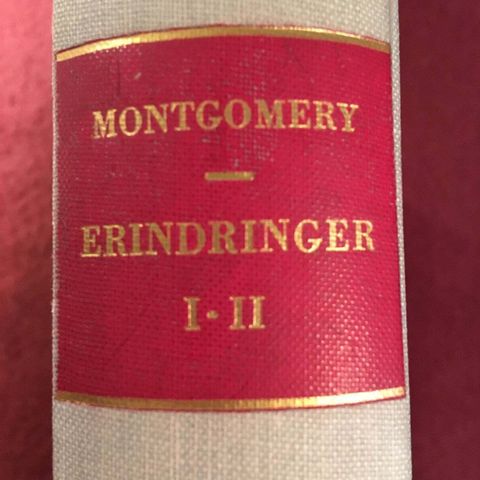 MONTGOMERY
—
ERINDRINGER
I·II